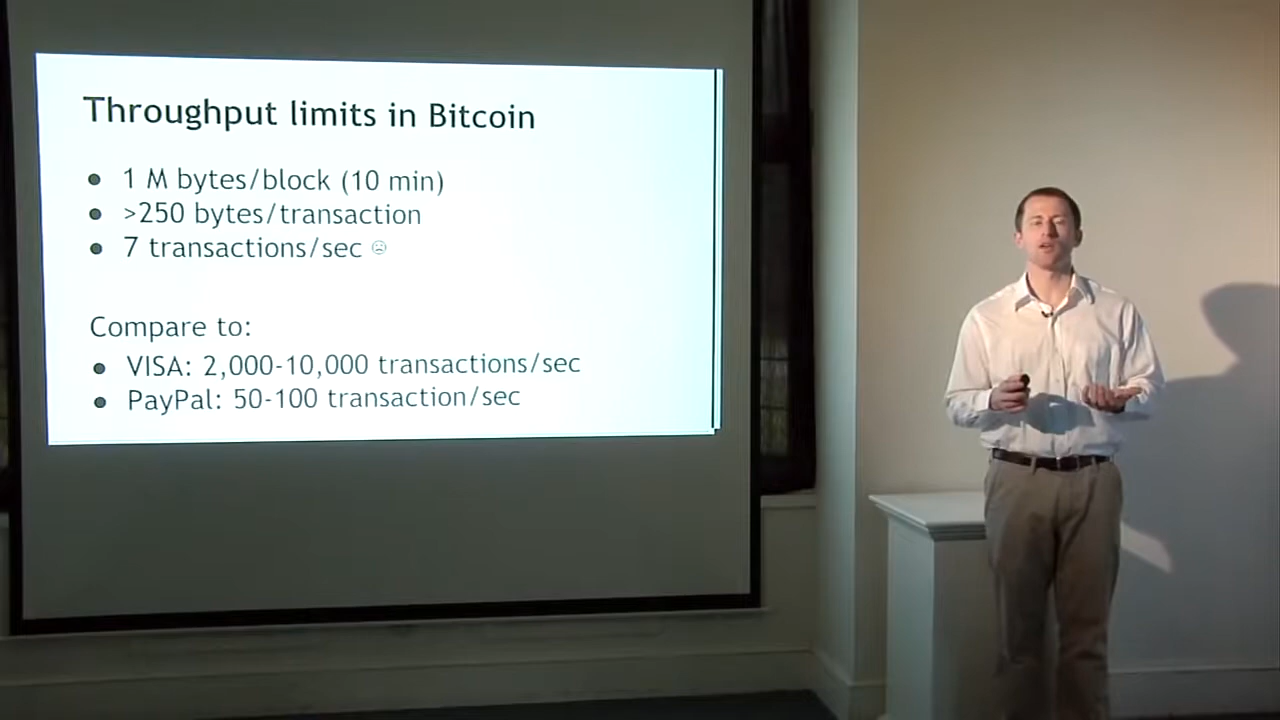 Throughput limits in Bitcoin
● 1 M bytes/block (10 min)
● >250 bytes/transaction
● 7 transactions/sec ☹
Compare to:
● VISA: 2,000-10,000 transactions/sec
● PayPal: 50-100 transaction/sec